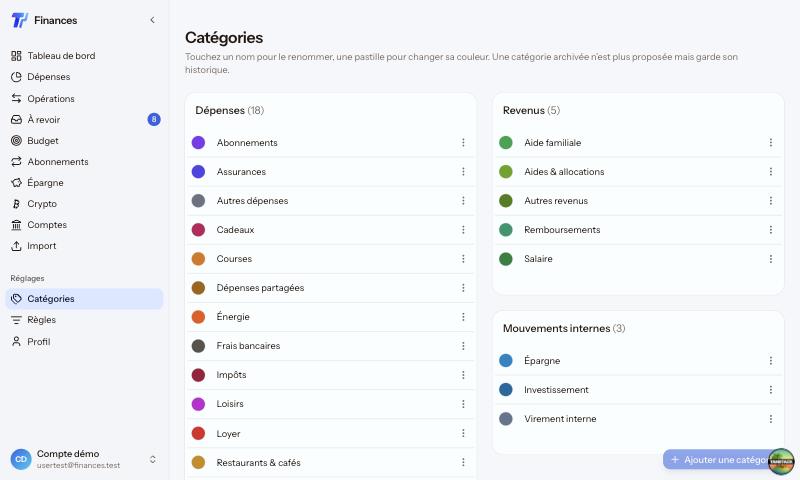 Finances
Tableau de bord
Dépenses
Opérations
À revoir
8
Budget
Abonnements
Épargne
Crypto
Comptes
Import
Réglages
Catégories
Règles
Profil
CD
Compte démo
usertest@finances.test
Catégories
Touchez un nom pour le renommer, une pastille pour changer sa couleur. Une catégorie archivée n'est plus proposée mais garde son
historique.
Dépenses (18)
Abonnements
Assurances
Autres dépenses
Cadeaux
Courses
Dépenses partagées
Énergie
Frais bancaires
Impôts
Loisirs
Loyer
Restaurants & cafés
Revenus (5)
Aide familiale
Aides & allocations
Autres revenus
Remboursements
Salaire
Mouvements internes (3)
Épargne
Investissement
Virement interne
Ajouter une catégo